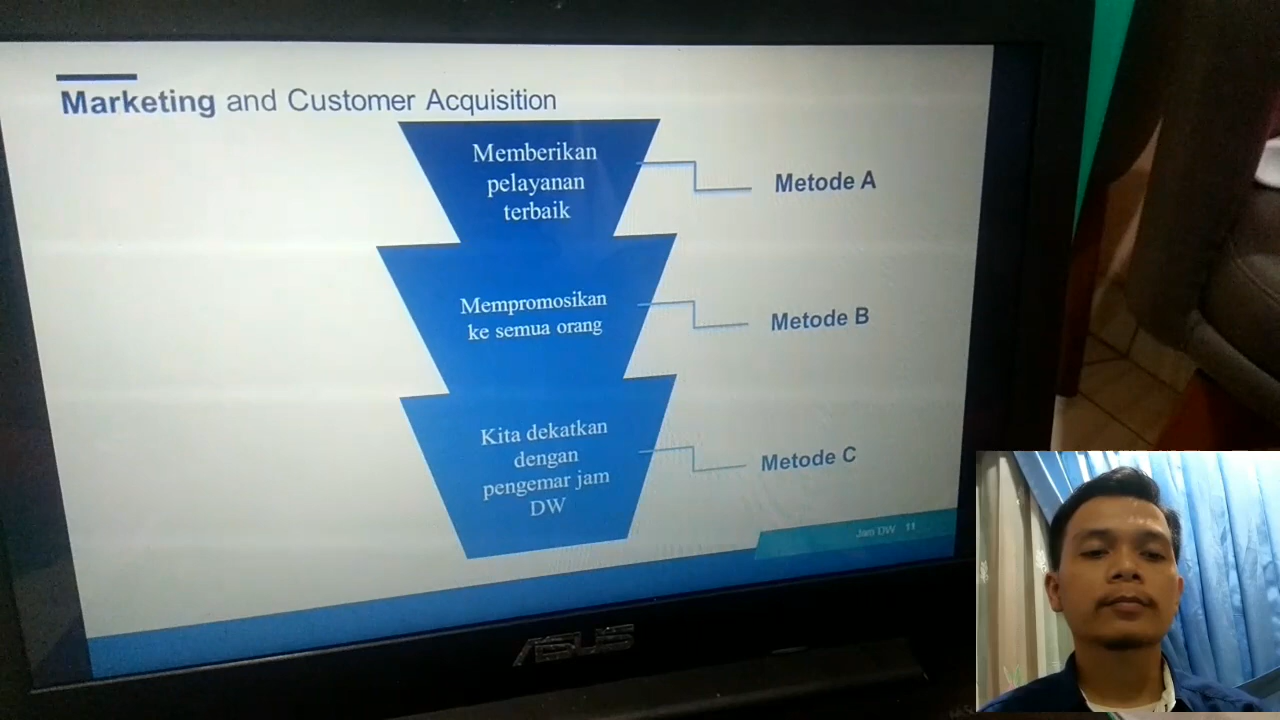 Marketing and Customer Acquisition
Memberikan
pelayanan
terbaik
Metode A
Mempromosikan
ke semua orang
Metode B
Kita dekatkan
dengan
pengemar jam
DW
Metode C
Jam DW 11
ASUS